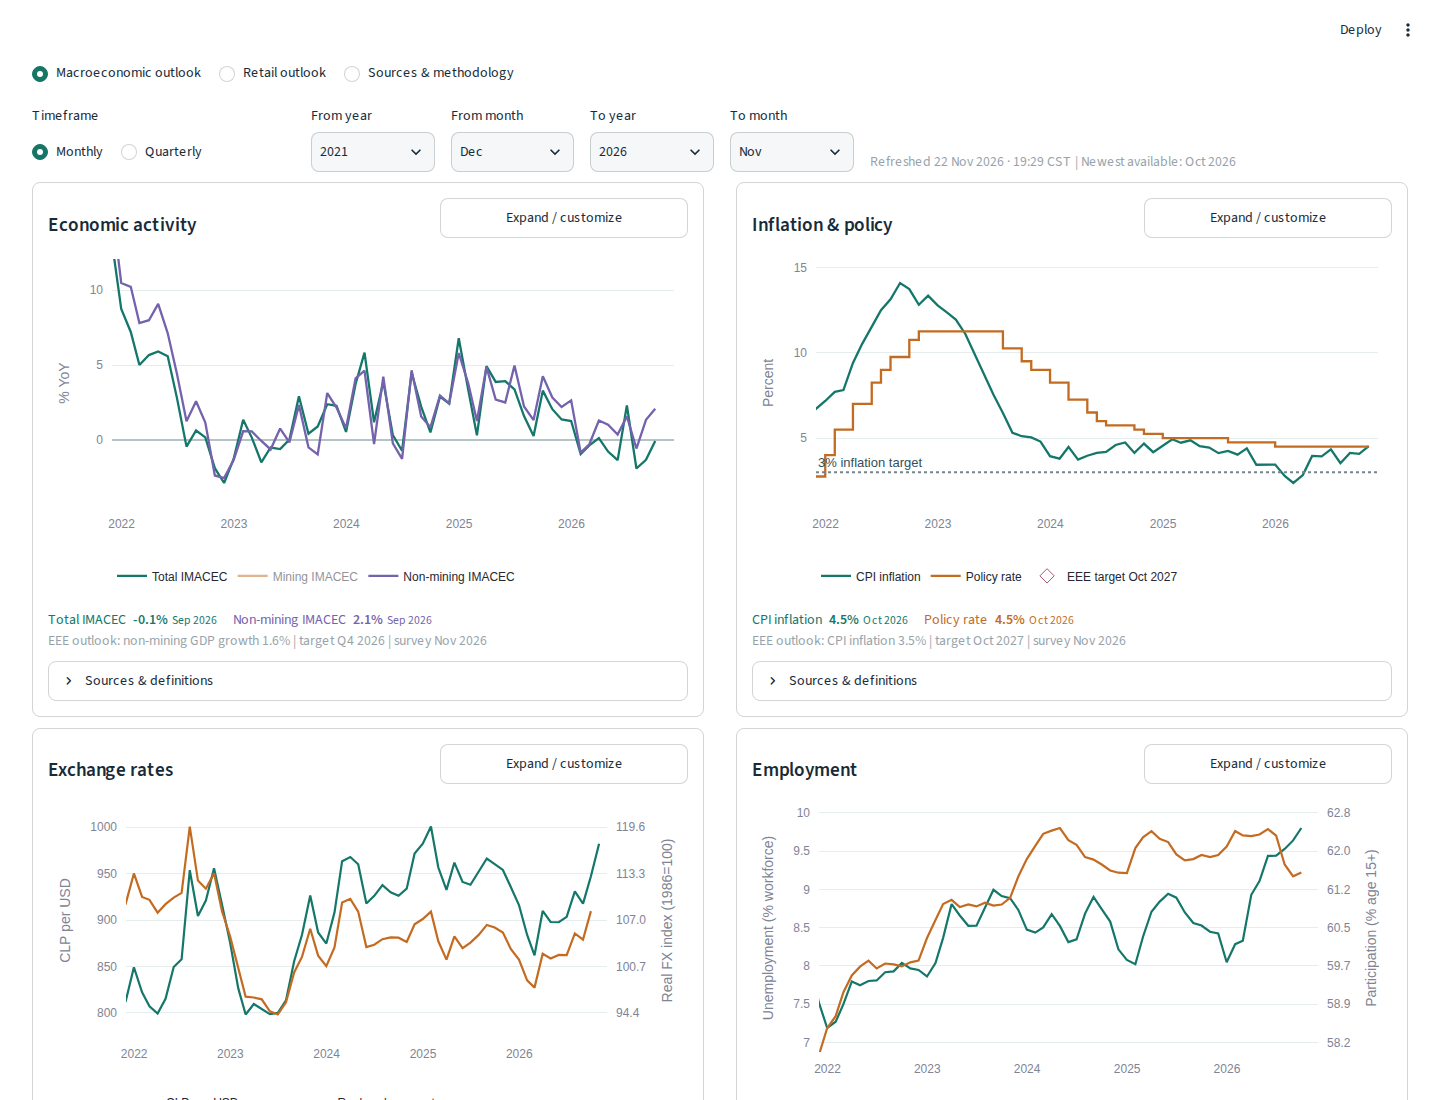 Deploy
Macroeconomic outlook Retail outlook Sources & methodology
Timeframe From year From month To year To month
Monthly Quarterly 2021 Dec 2026 Nov
Refreshed 22 Nov 2026 · 19:29 CST | Newest available: Oct 2026
Economic activity
Expand / customize
10
5
0
% YoY
2022 2023 2024 2025 2026
Total IMACEC Mining IMACEC Non-mining IMACEC
Total IMACEC -0.1% Sep 2026 Non-mining IMACEC 2.1% Sep 2026
EEE outlook: non-mining GDP growth 1.6% | target Q4 2026 | survey Nov 2026
Sources & definitions
Inflation & policy
Expand / customize
15
10
5
Percent
3% inflation target
2022 2023 2024 2025 2026
CPI inflation Policy rate EEE target Oct 2027
CPI inflation 4.5% Oct 2026 Policy rate 4.5% Oct 2026
EEE outlook: CPI inflation 3.5% | target Oct 2027 | survey Nov 2026
Sources & definitions
Exchange rates
Expand / customize
1000 119.6
950 113.3
900 107.0
850 100.7
800 94.4
CLP per USD
Real FX index (1986=100)
2022 2023 2024 2025 2026
Employment
Expand / customize
10 62.8
9.5 62.0
9 61.2
8.5 60.5
8 59.7
7.5 58.9
7 58.2
Unemployment (% workforce)
Participation (% age 15+)
2022 2023 2024 2025 2026